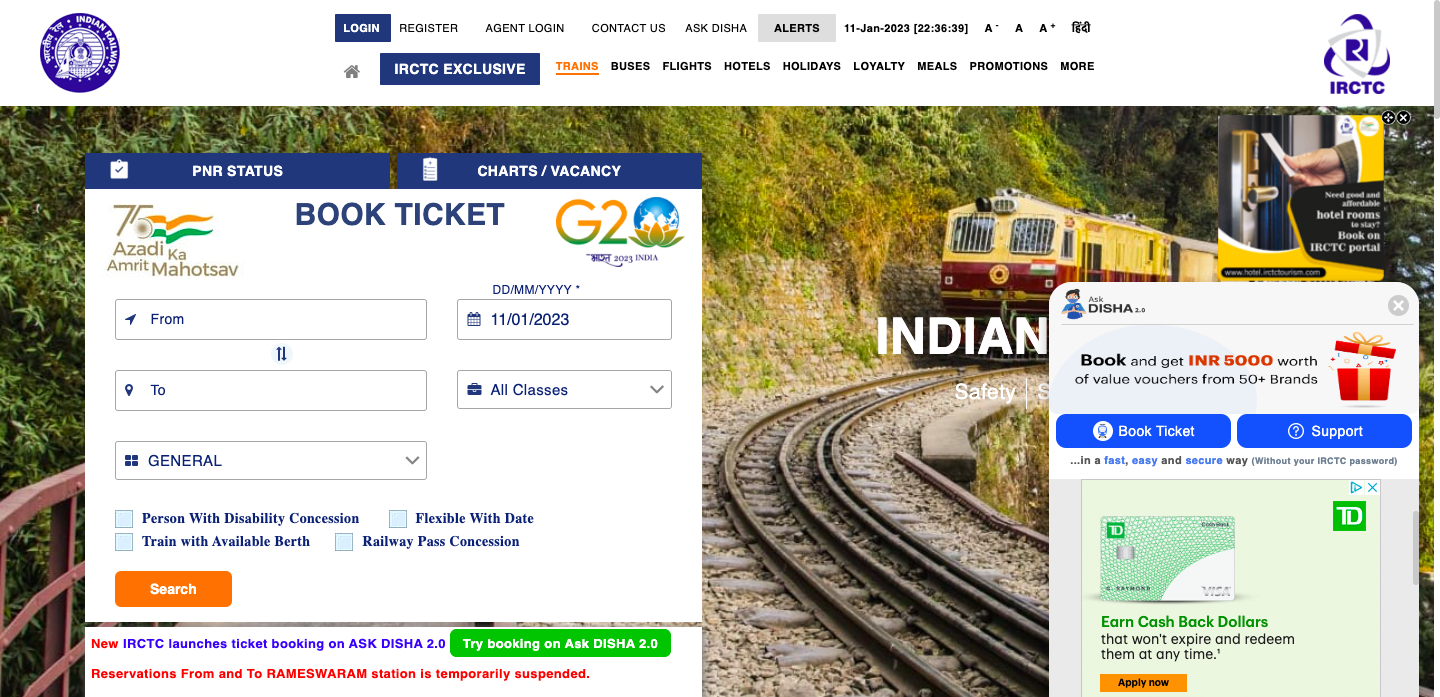 LOGIN REGISTER AGENT LOGIN CONTACT US ASK DISHA ALERTS 11-Jan-2023 [22:36:39] A - A A + हिंदी
IRCTC EXCLUSIVE TRAINS BUSES FLIGHTS HOTELS HOLIDAYS LOYALTY MEALS PROMOTIONS MORE
भारतीय रेल INDIAN RAILWAYS
IRCTC
PNR STATUS
CHARTS / VACANCY
75
Azadi Ka
Amrit Mahotsav
BOOK TICKET
G20
भारत 2023 INDIA
DD/MM/YYYY *
From
11/01/2023
To
All Classes
GENERAL
Person With Disability Concession
Flexible With Date
Train with Available Berth
Railway Pass Concession
Search
New IRCTC launches ticket booking on ASK DISHA 2.0 Try booking on Ask DISHA 2.0
Reservations From and To RAMESWARAM station is temporarily suspended.
INDIAN
Safety | S
Need good and
affordable
hotel rooms
to stay?
Book on
IRCTC portal
www.hotel.irctctourism.com
Ask
DISHA 2.0
Book and get INR 5000 worth
of value vouchers from 50+ Brands
Book Ticket
Support
...in a fast, easy and secure way (Without your IRCTC password)
TD
TD
Cash Back
G. RAYMOND
VISA
Earn Cash Back Dollars
that won't expire and redeem
them at any time.¹
Apply now